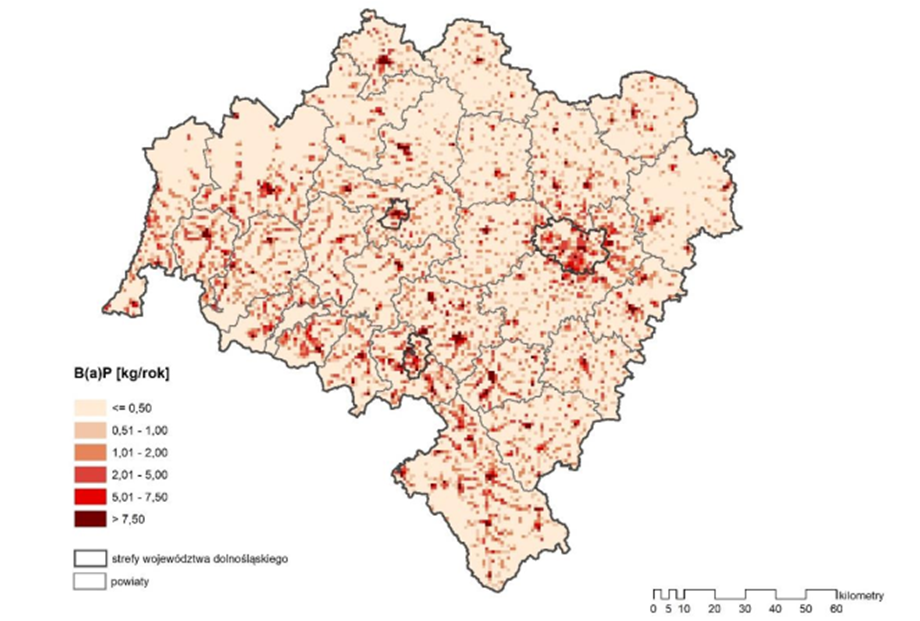 B(a)P [kg/rok]
<= 0,50
0,51 - 1,00
1,01 - 2,00
2,01 - 5,00
5,01 - 7,50
> 7,50
strefy województwa dolnośląskiego
powiaty
kilometry
0 5 10 20 30 40 50 60